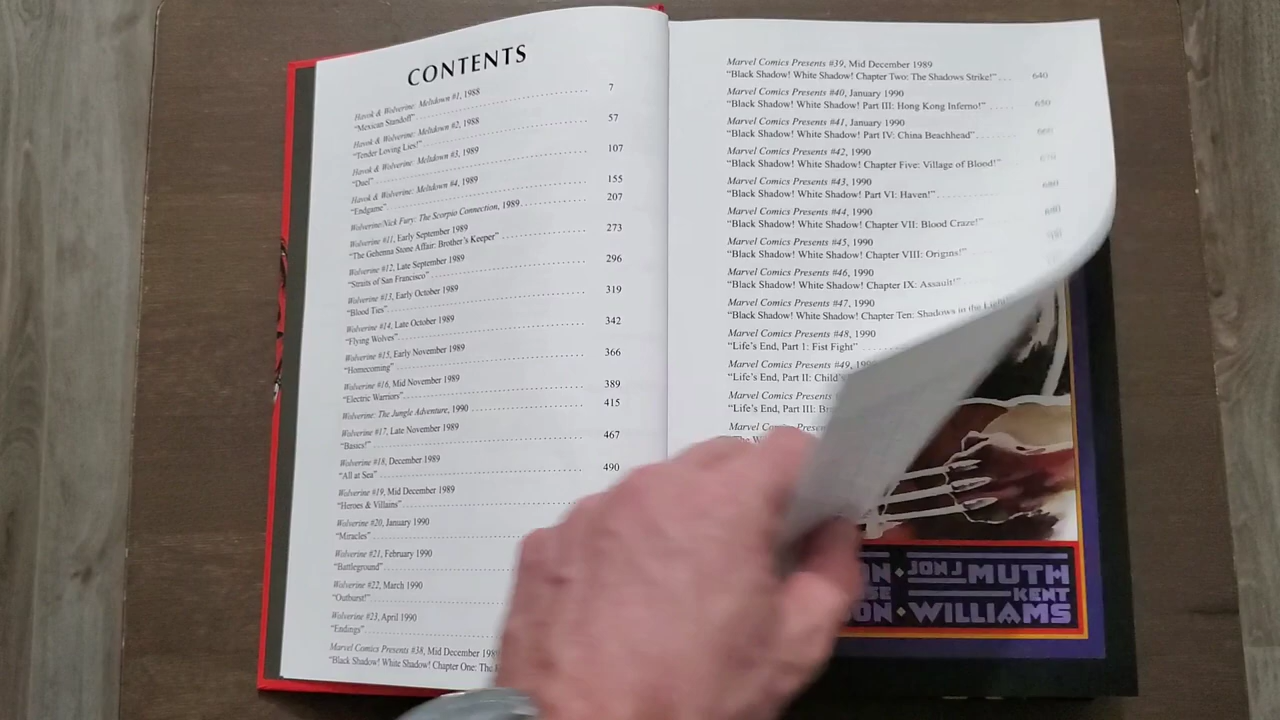 CONTENTS
Havok & Wolverine: Meltdown #1, 1988
"Mexican Standoff" 7
Havok & Wolverine: Meltdown #2, 1988
"Tender Loving Lies!" 57
Havok & Wolverine: Meltdown #3, 1989
"Duel" 107
Havok & Wolverine: Meltdown #4, 1989
"Endgame" 155
Wolverine/Nick Fury: The Scorpio Connection, 1989 207
Wolverine #11, Early September 1989
"The Gehenna Stone Affair: Brother's Keeper" 273
Wolverine #12, Late September 1989
"Straits of San Francisco" 296
Wolverine #13, Early October 1989
"Blood Ties" 319
Wolverine #14, Late October 1989
"Flying Wolves" 342
Wolverine #15, Early November 1989
"Homecoming" 366
Wolverine #16, Mid November 1989
"Electric Warriors" 389
Wolverine: The Jungle Adventure, 1990 415
Wolverine #17, Late November 1989
"Basics!" 467
Wolverine #18, December 1989
"All at Sea" 490
Wolverine #19, Mid December 1989
"Heroes & Villains"
Wolverine #20, January 1990
"Miracles"
Wolverine #21, February 1990
"Battleground"
Wolverine #22, March 1990
"Outburst!"
Wolverine #23, April 1990
"Endings"
Marvel Comics Presents #38, Mid December 1989
"Black Shadow! White Shadow! Chapter One: The
Marvel Comics Presents #39, Mid December 1989
"Black Shadow! White Shadow! Chapter Two: The Shadows Strike!" 640
Marvel Comics Presents #40, January 1990
"Black Shadow! White Shadow! Part III: Hong Kong Inferno!" 650
Marvel Comics Presents #41, January 1990
"Black Shadow! White Shadow! Part IV: China Beachhead" 660
Marvel Comics Presents #42, 1990
"Black Shadow! White Shadow! Chapter Five: Village of Blood!" 670
Marvel Comics Presents #43, 1990
"Black Shadow! White Shadow! Part VI: Haven!"
Marvel Comics Presents #44, 1990
"Black Shadow! White Shadow! Chapter VII: Blood Craze!"
Marvel Comics Presents #45, 1990
"Black Shadow! White Shadow! Chapter VIII: Origins!"
Marvel Comics Presents #46, 1990
"Black Shadow! White Shadow! Chapter IX: Assault!"
Marvel Comics Presents #47, 1990
"Black Shadow! White Shadow! Chapter Ten: Shadows in the Light!"
Marvel Comics Presents #48, 1990
"Life's End, Part 1: Fist Fight"
Marvel Comics Presents #49, 199
"Life's End, Part II: Child's
Marvel Comics Presents
"Life's End, Part III:
Marvel Comics
JON J MUTH
KENT
WILLIAMS